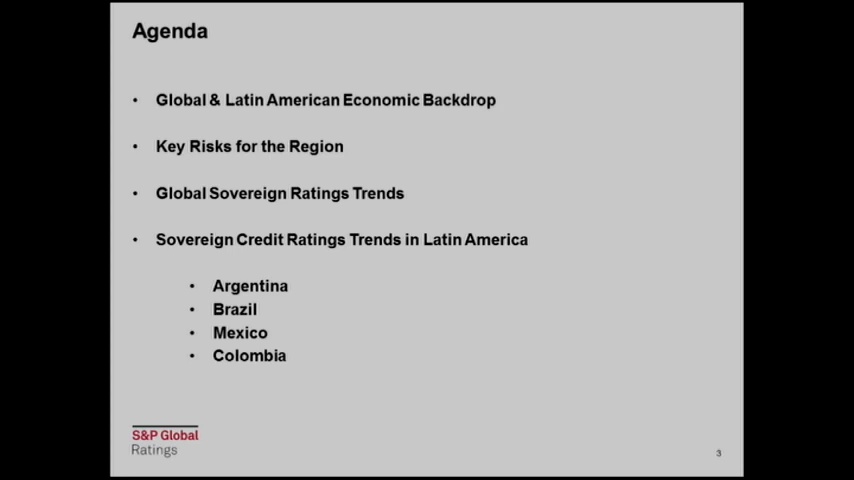 Agenda
• Global & Latin American Economic Backdrop
• Key Risks for the Region
• Global Sovereign Ratings Trends
• Sovereign Credit Ratings Trends in Latin America
• Argentina
• Brazil
• Mexico
• Colombia
S&P Global
Ratings
3